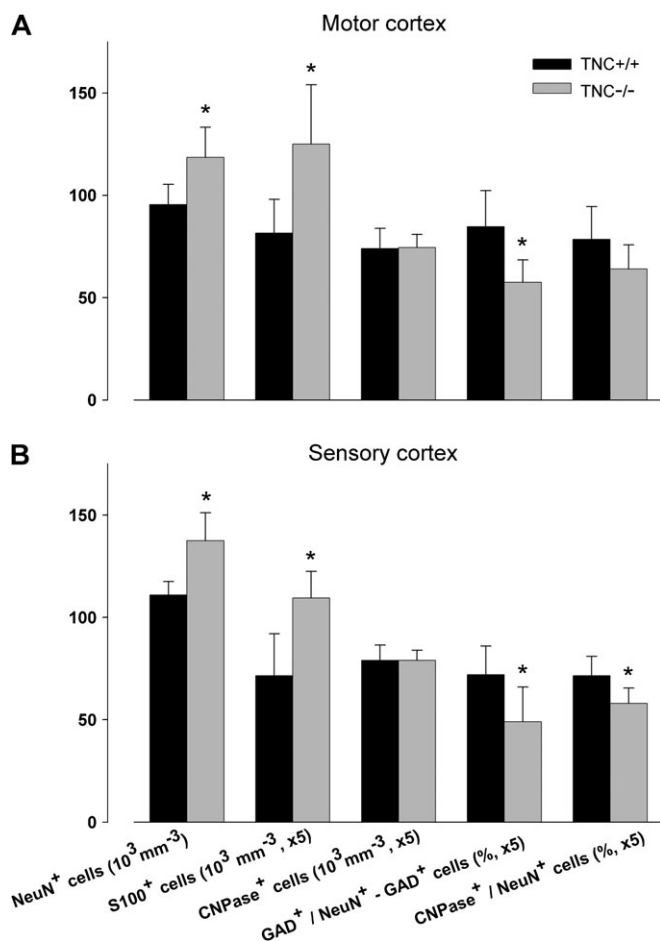 A
Motor cortex
TNC+/+
TNC-/-
150
100
50
0
*
*
*
B
Sensory cortex
150
100
50
0
*
*
*
*
NeuN⁺ cells (10³ mm⁻³)
S100⁺ cells (10³ mm⁻³, x5)
CNPase⁺ cells (10³ mm⁻³, x5)
GAD⁺ / NeuN⁺ - GAD⁺ cells (%, x5)
CNPase⁺ / NeuN⁺ cells (%, x5)